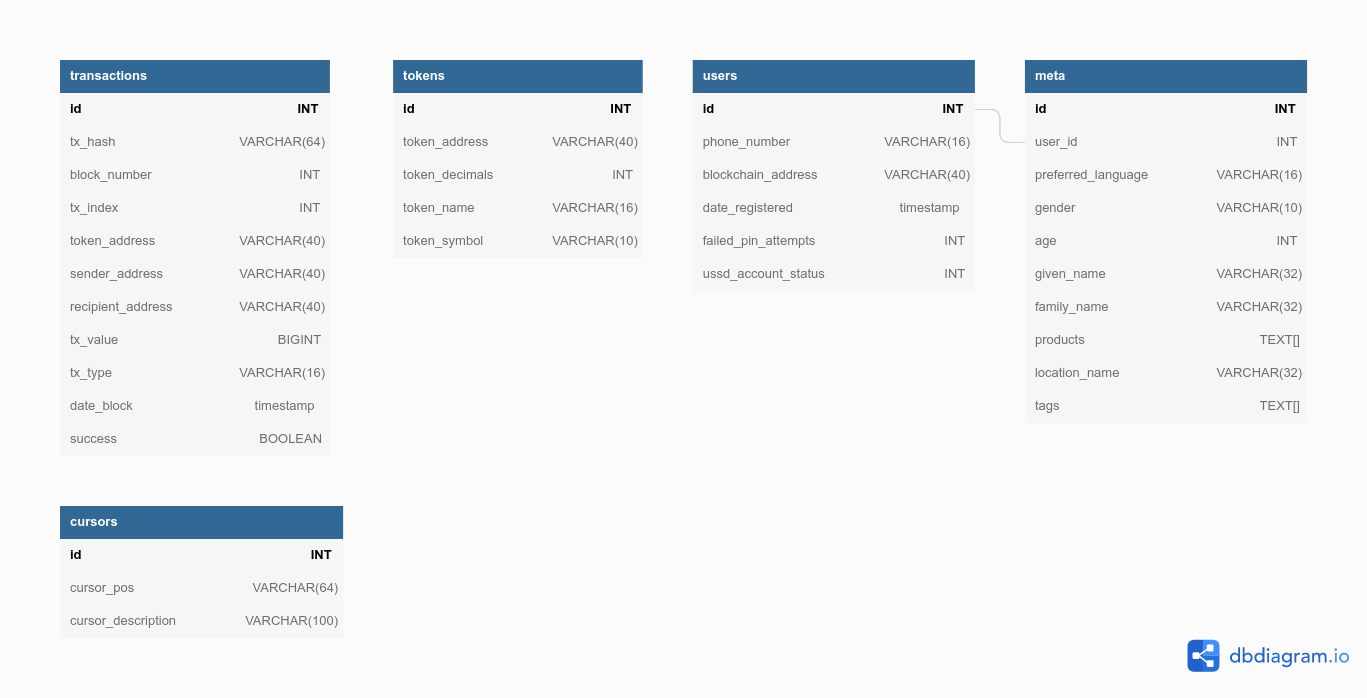 transactions
id INT
tx_hash VARCHAR(64)
block_number INT
tx_index INT
token_address VARCHAR(40)
sender_address VARCHAR(40)
recipient_address VARCHAR(40)
tx_value BIGINT
tx_type VARCHAR(16)
date_block timestamp
success BOOLEAN
tokens
id INT
token_address VARCHAR(40)
token_decimals INT
token_name VARCHAR(16)
token_symbol VARCHAR(10)
users
id INT
phone_number VARCHAR(16)
blockchain_address VARCHAR(40)
date_registered timestamp
failed_pin_attempts INT
ussd_account_status INT
meta
id INT
user_id INT
preferred_language VARCHAR(16)
gender VARCHAR(10)
age INT
given_name VARCHAR(32)
family_name VARCHAR(32)
products TEXT[]
location_name VARCHAR(32)
tags TEXT[]
cursors
id INT
cursor_pos VARCHAR(64)
cursor_description VARCHAR(100)
dbdiagram.io